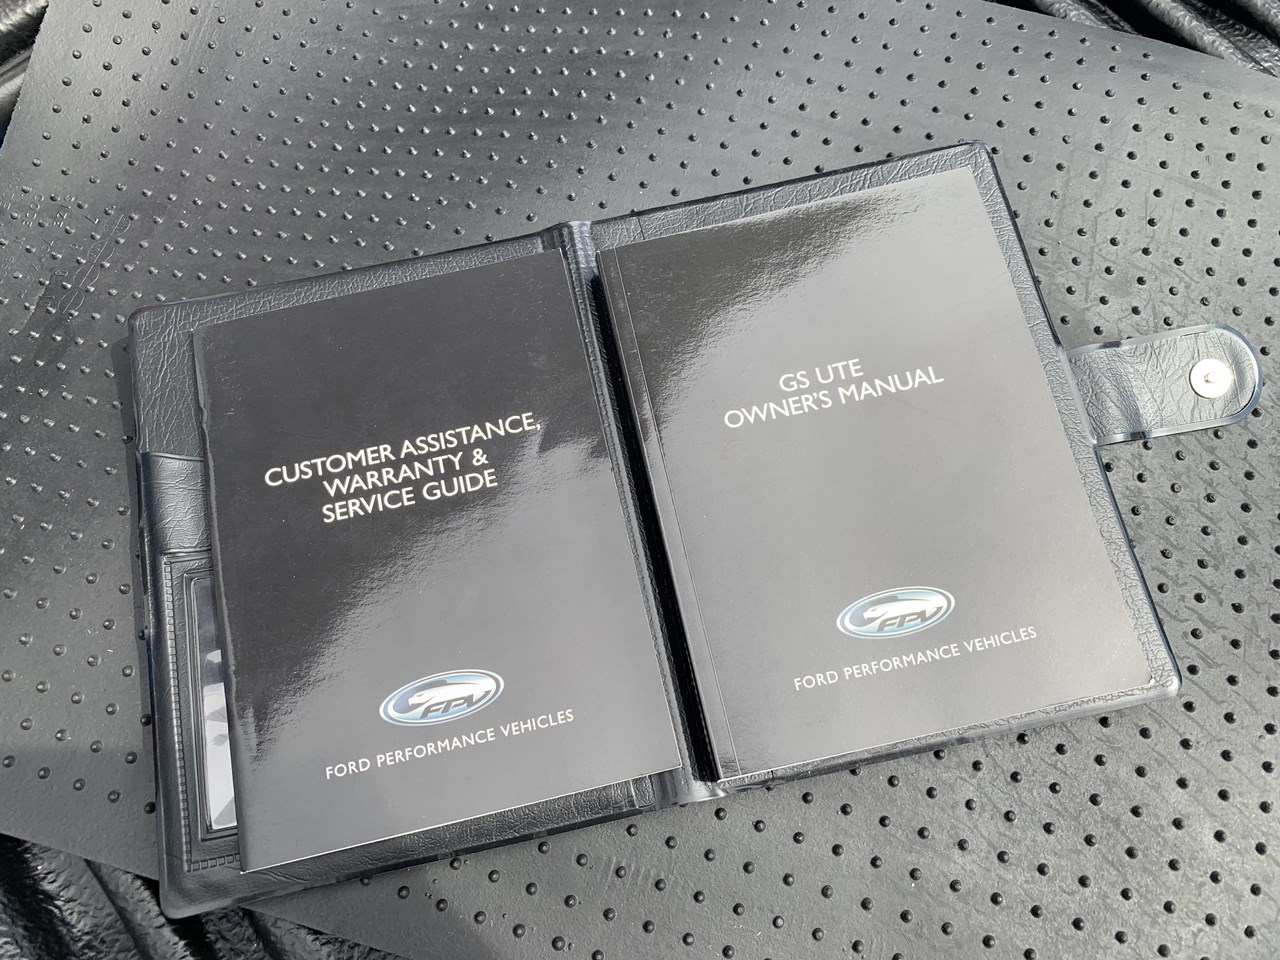 CUSTOMER ASSISTANCE,
WARRANTY &
SERVICE GUIDE
FPV
FORD PERFORMANCE VEHICLES
GS UTE
OWNER'S MANUAL
FPV
FORD PERFORMANCE VEHICLES